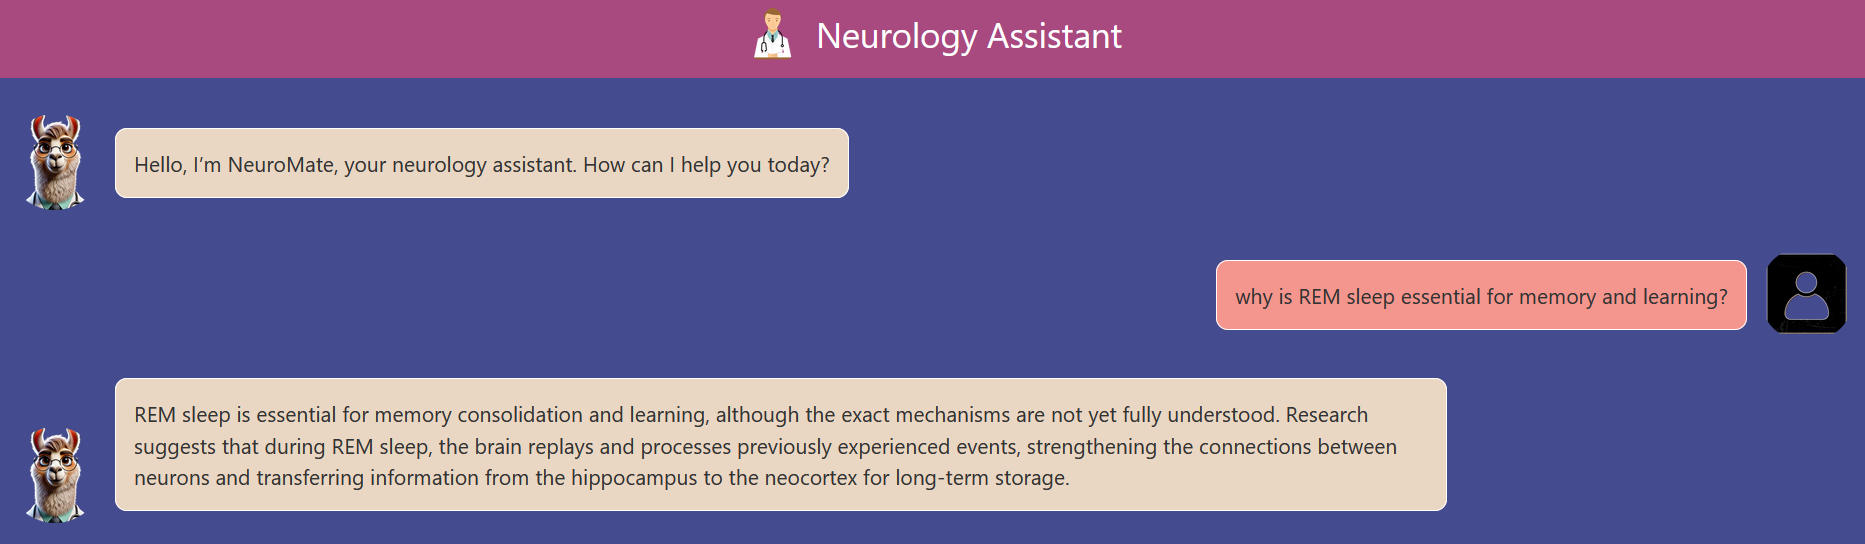 Neurology Assistant
Hello, I’m NeuroMate, your neurology assistant. How can I help you today?
why is REM sleep essential for memory and learning?
REM sleep is essential for memory consolidation and learning, although the exact mechanisms are not yet fully understood. Research
suggests that during REM sleep, the brain replays and processes previously experienced events, strengthening the connections between
neurons and transferring information from the hippocampus to the neocortex for long-term storage.